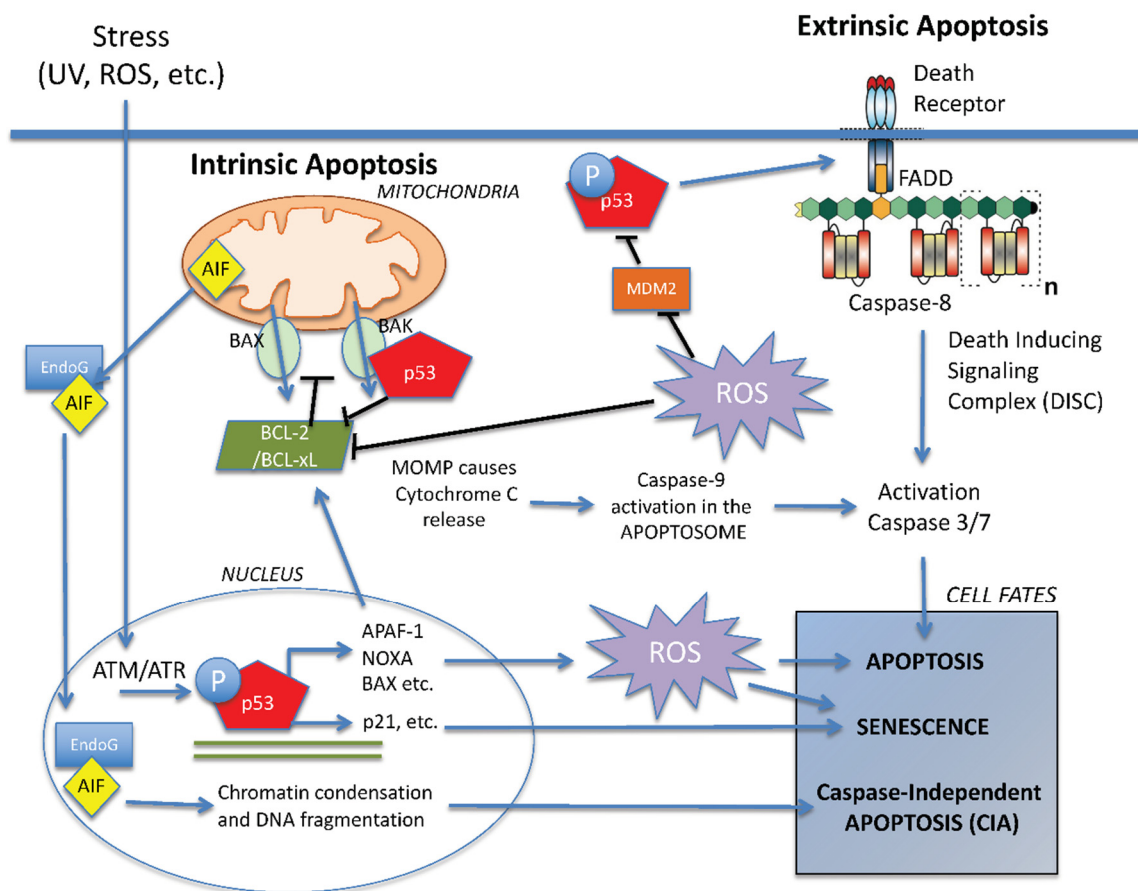 Stress
(UV, ROS, etc.)
Extrinsic Apoptosis
Death
Receptor
Intrinsic Apoptosis
MITOCHONDRIA
P
p53
FADD
AIF
MDM2
n
Caspase-8
BAX
BAK
p53
EndoG
AIF
ROS
Death Inducing
Signaling
Complex (DISC)
BCL-2
/BCL-xL
MOMP causes
Cytochrome C
release
Caspase-9
activation in the
APOPTOSOME
Activation
Caspase 3/7
NUCLEUS
CELL FATES
ATM/ATR
P
p53
APAF-1
NOXA
BAX etc.
p21, etc.
ROS
APOPTOSIS
SENESCENCE
EndoG
AIF
Chromatin condensation
and DNA fragmentation
Caspase-Independent
APOPTOSIS (CIA)